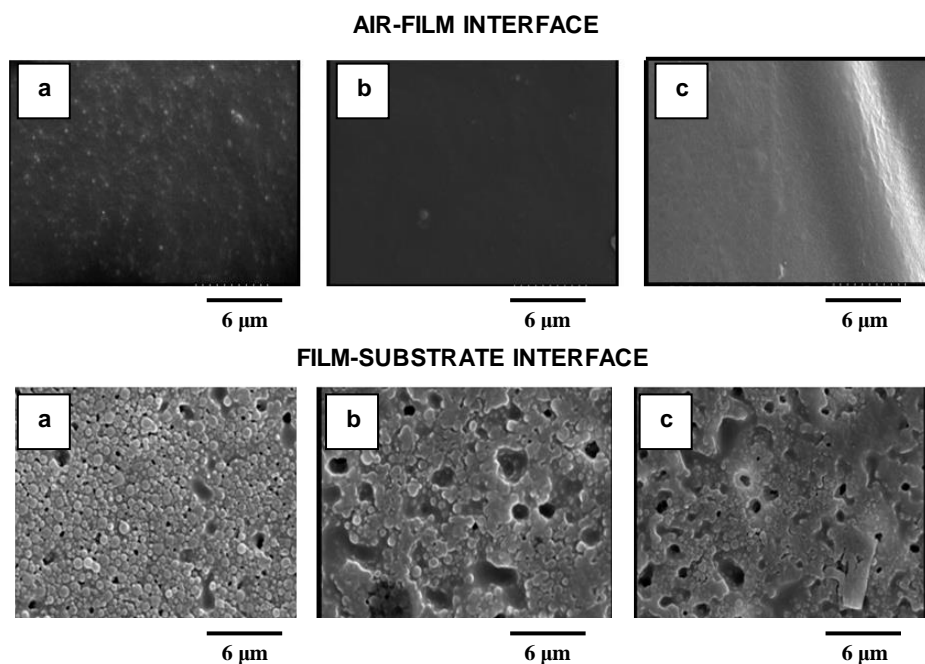 AIR-FILM INTERFACE
a
b
c
6 µm
6 µm
6 µm
FILM-SUBSTRATE INTERFACE
a
b
c
6 µm
6 µm
6 µm